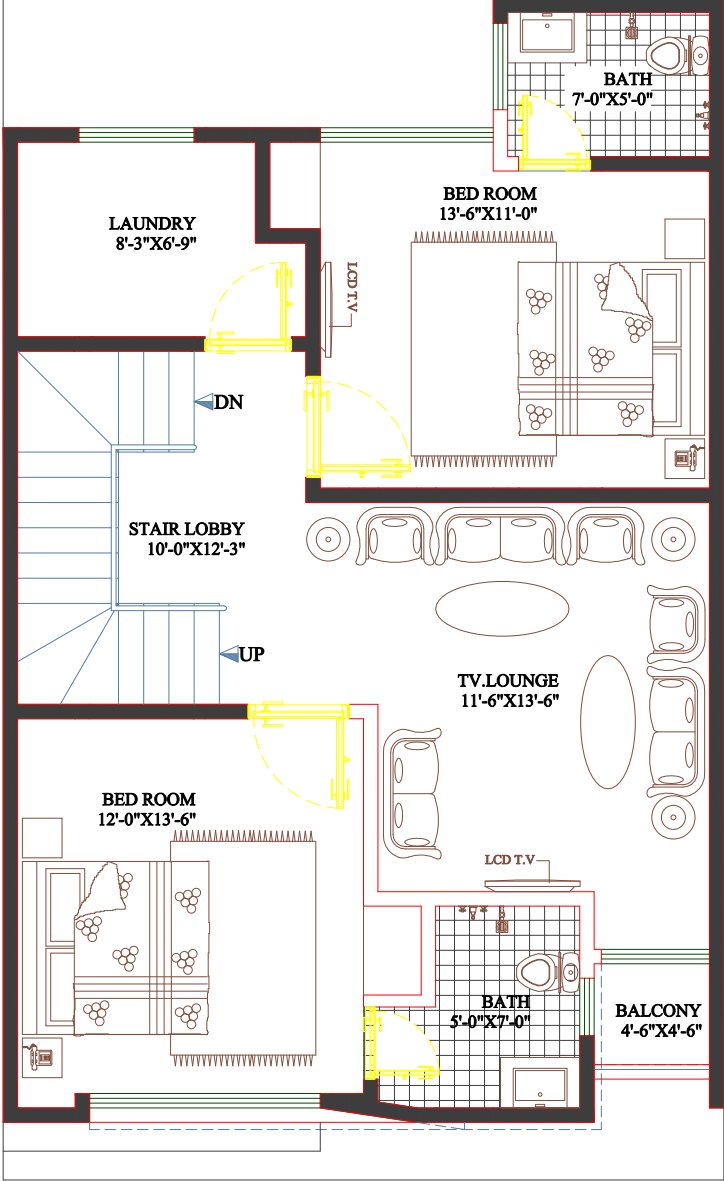 BATH
7'-0"X5'-0"
BED ROOM
13'-6"X11'-0"
LAUNDRY
8'-3"X6'-9"
LCD T.V
DN
STAIR LOBBY
10'-0"X12'-3"
UP
TV.LOUNGE
11'-6"X13'-6"
BED ROOM
12'-0"X13'-6"
LCD T.V
BATH
5'-0"X7'-0"
BALCONY
4'-6"X4'-6"